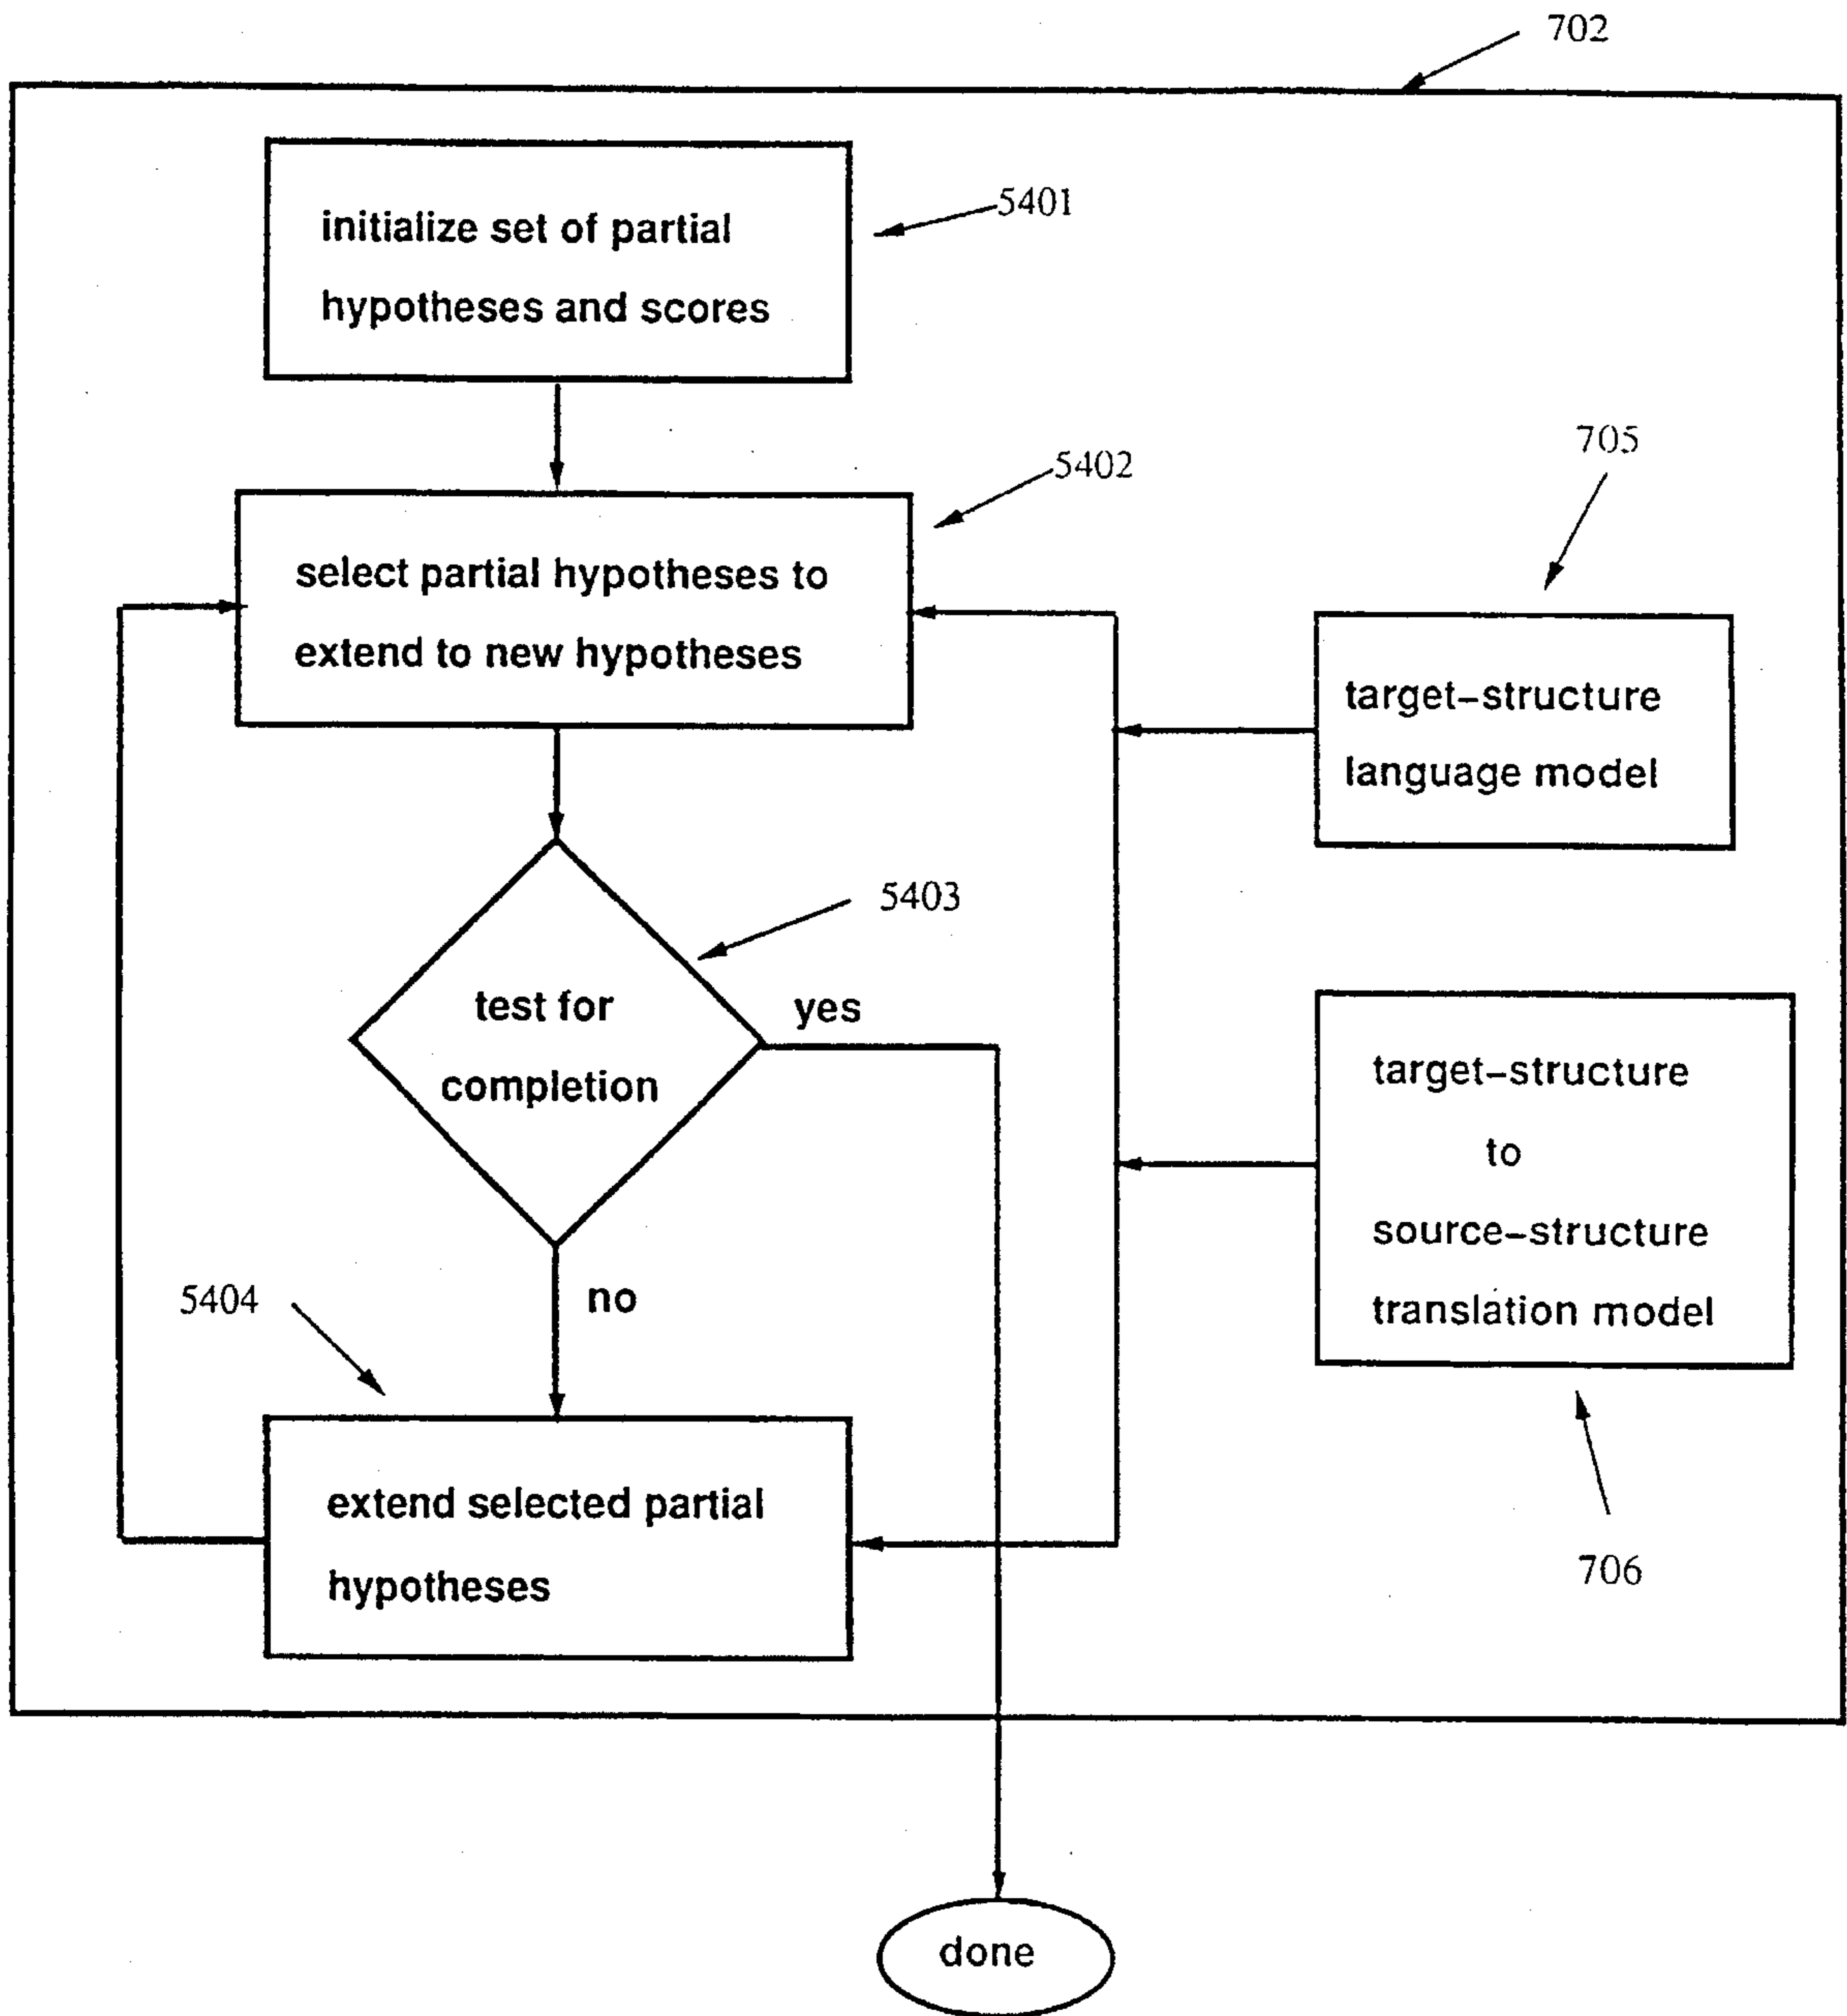 702
initialize set of partial
hypotheses and scores
5401
select partial hypotheses to
extend to new hypotheses
5402
705
target-structure
language model
test for
completion
5403
yes
no
target-structure
to
source-structure
translation model
706
5404
extend selected partial
hypotheses
done